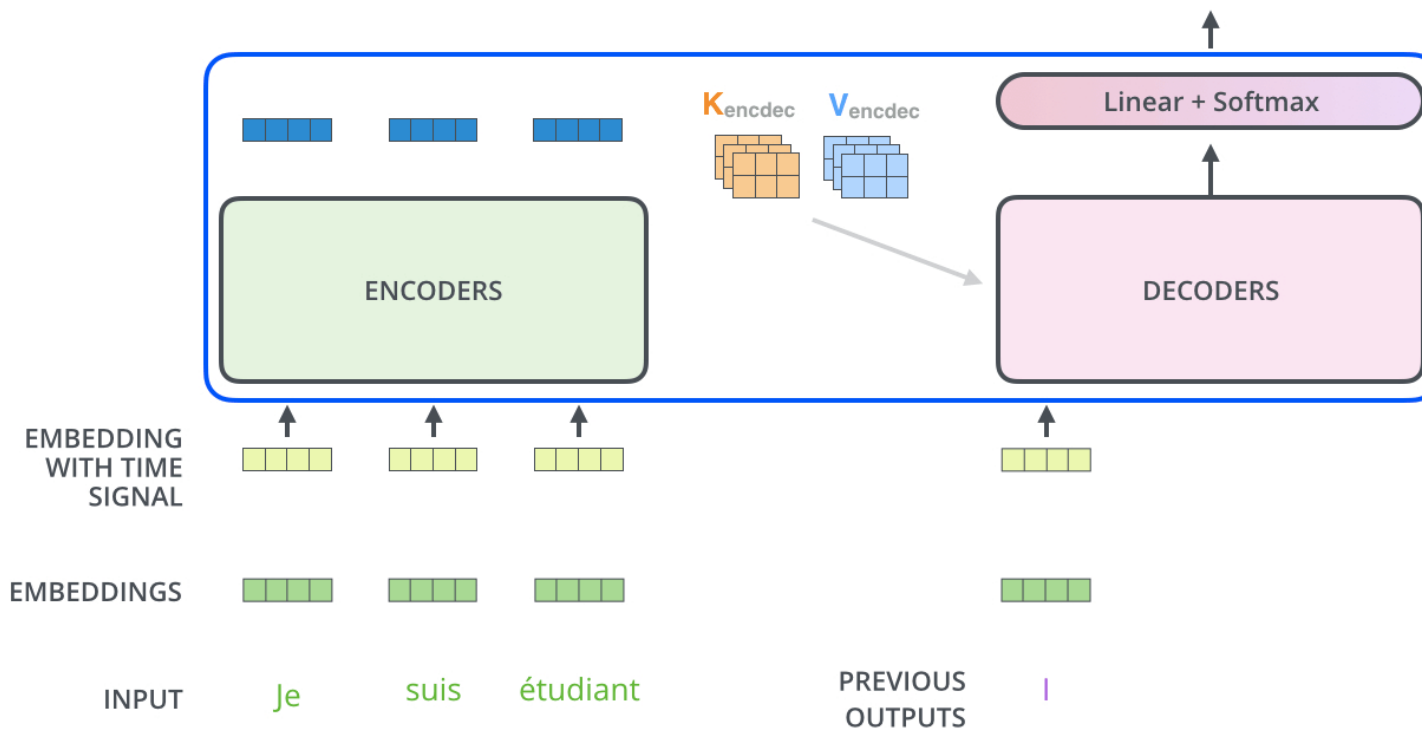 Kencdec
Vencdec
Linear + Softmax
ENCODERS
DECODERS
EMBEDDING
WITH TIME
SIGNAL
EMBEDDINGS
INPUT
Je
suis
étudiant
PREVIOUS
OUTPUTS
I